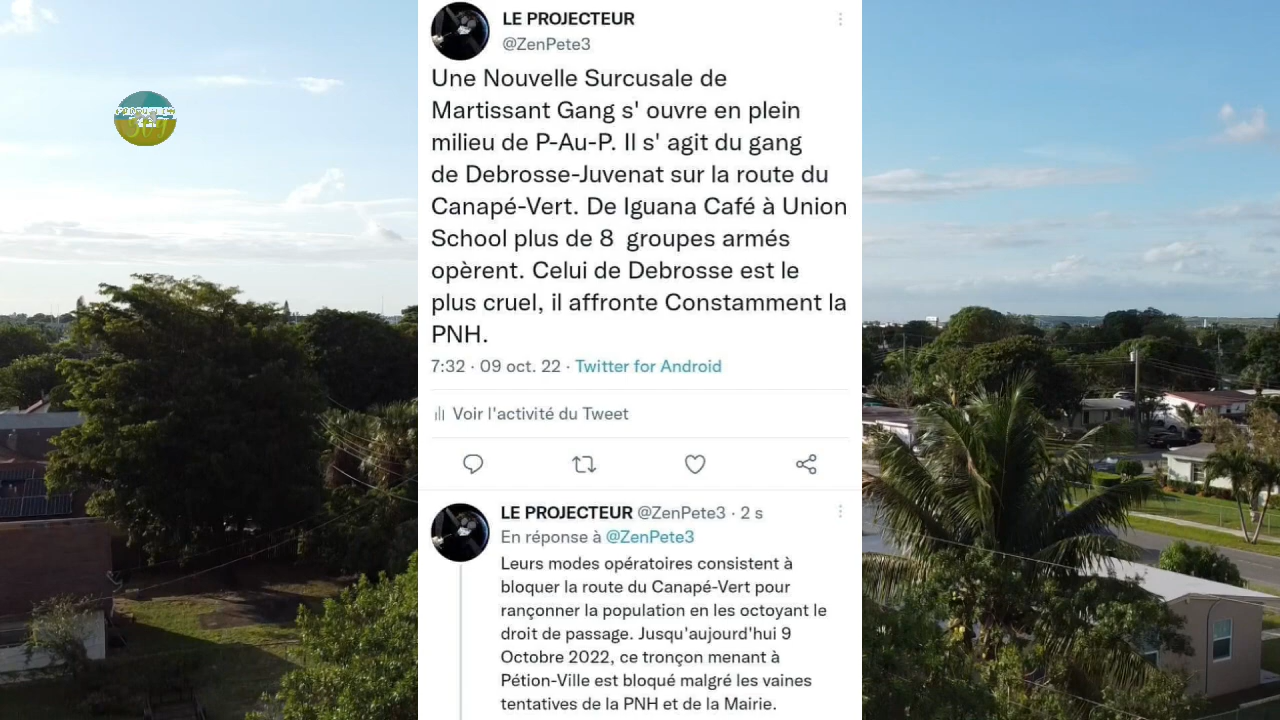 LE PROJECTEUR
@ZenPete3
Une Nouvelle Surcusale de
Martissant Gang s' ouvre en plein
milieu de P-Au-P. Il s' agit du gang
de Debrosse-Juvenat sur la route du
Canapé-Vert. De Iguana Café à Union
School plus de 8 groupes armés
opèrent. Celui de Debrosse est le
plus cruel, il affronte Constamment la
PNH.
7:32 · 09 oct. 22 · Twitter for Android
Voir l'activité du Tweet
LE PROJECTEUR @ZenPete3 · 2 s
En réponse à @ZenPete3
Leurs modes opératoires consistent à
bloquer la route du Canapé-Vert pour
rançonner la population en les octoyant le
droit de passage. Jusqu'aujourd'hui 9
Octobre 2022, ce tronçon menant à
Pétion-Ville est bloqué malgré les vaines
tentatives de la PNH et de la Mairie.